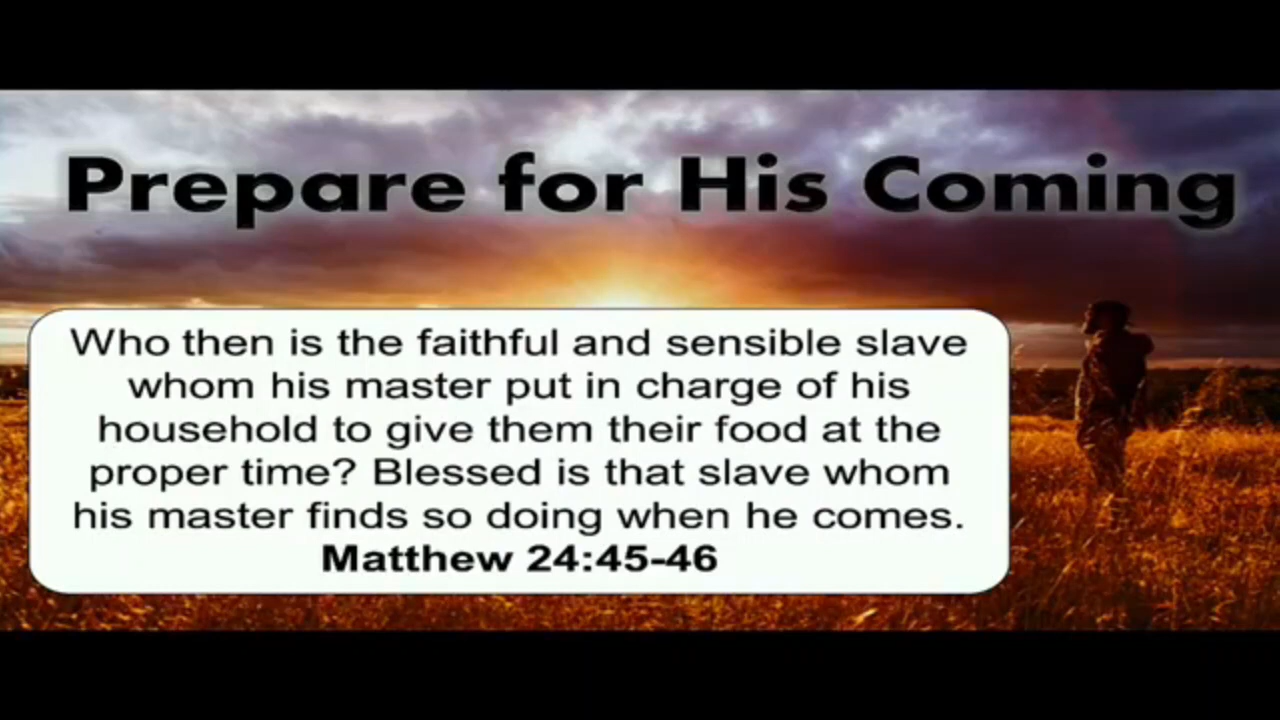 Prepare for His Coming
Who then is the faithful and sensible slave
whom his master put in charge of his
household to give them their food at the
proper time? Blessed is that slave whom
his master finds so doing when he comes.
Matthew 24:45-46